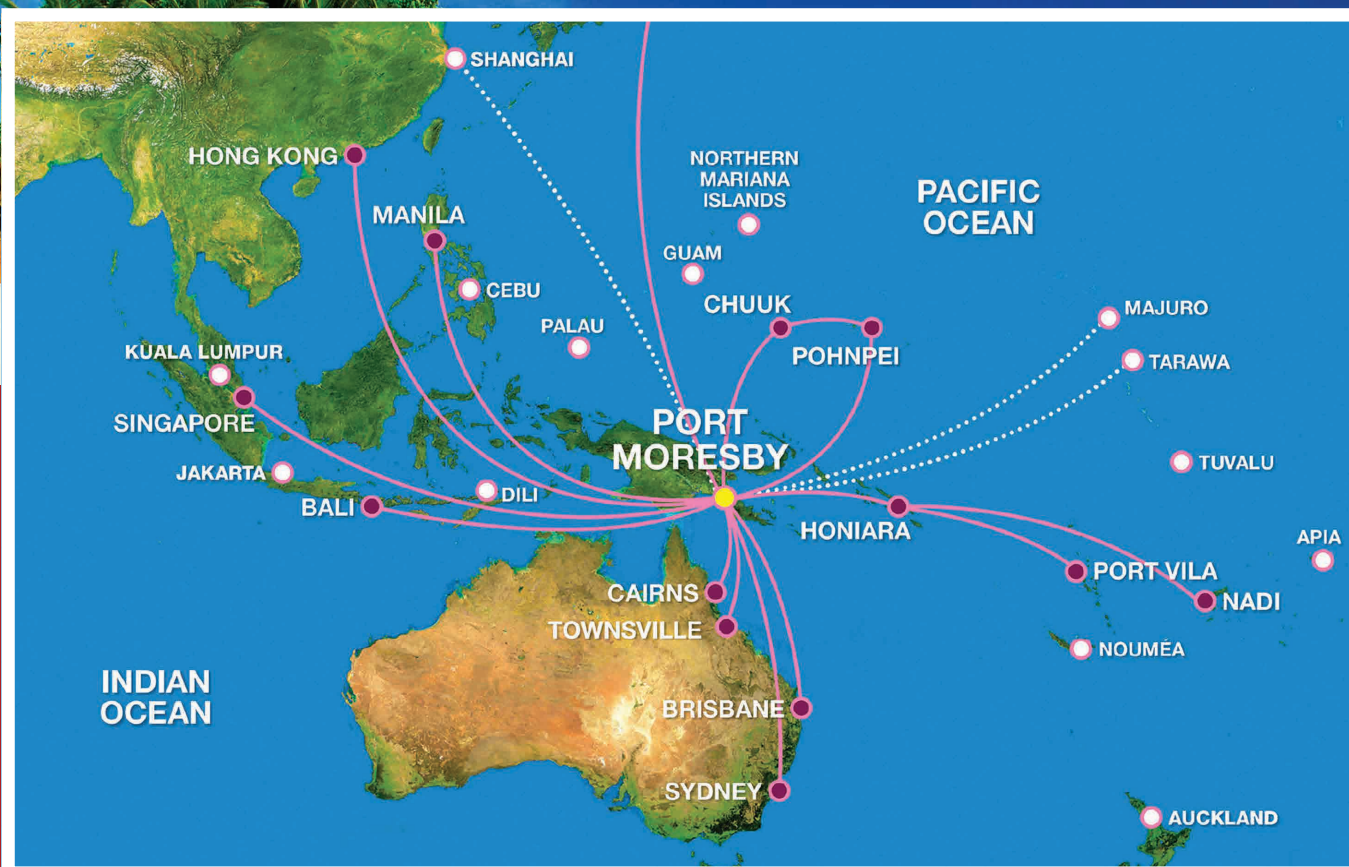 SHANGHAI
HONG KONG
NORTHERN
MARIANA
ISLANDS
PACIFIC
OCEAN
MANILA
GUAM
CEBU
CHUUK
MAJURO
PALAU
POHNPEI
KUALA LUMPUR
TARAWA
SINGAPORE
PORT
MORESBY
JAKARTA
TUVALU
DILI
BALI
HONIARA
APIA
PORT VILA
CAIRNS
NADI
TOWNSVILLE
NOUMÉA
INDIAN
OCEAN
BRISBANE
SYDNEY
AUCKLAND